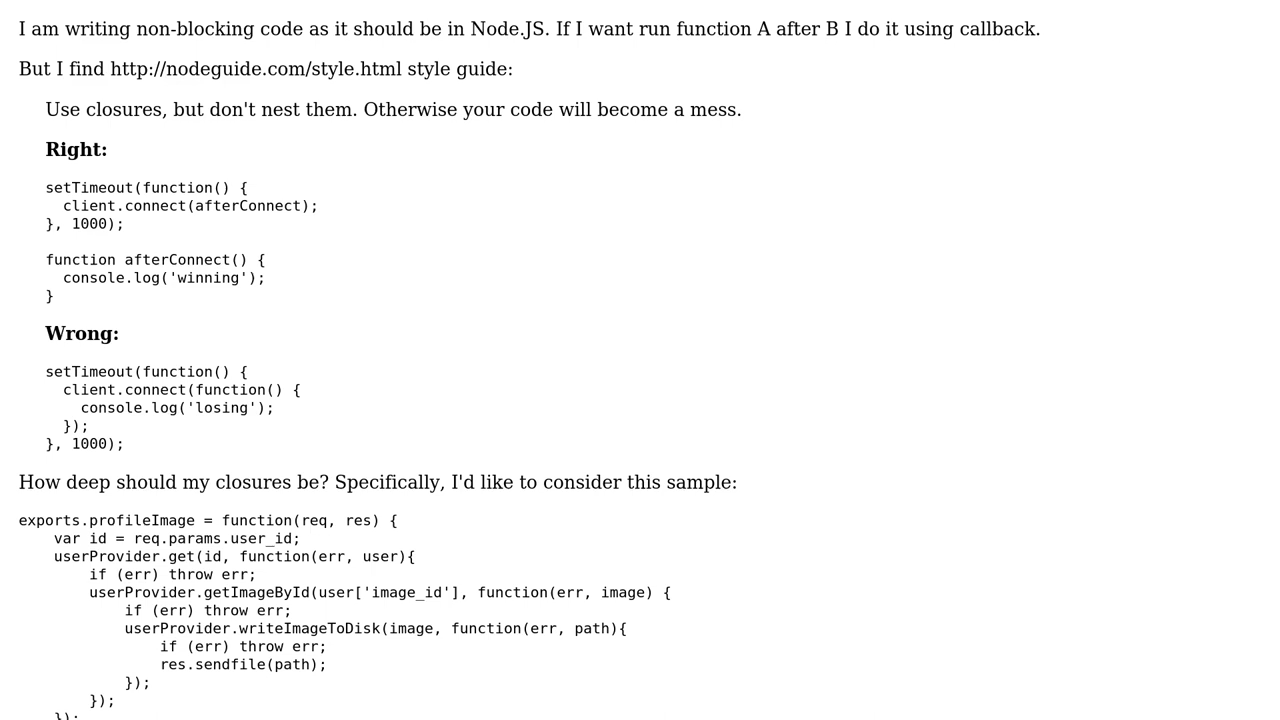 I am writing non-blocking code as it should be in Node.JS. If I want run function A after B I do it using callback.
But I find http://nodeguide.com/style.html style guide:
Use closures, but don't nest them. Otherwise your code will become a mess.
Right:
setTimeout(function() {
  client.connect(afterConnect);
}, 1000);

function afterConnect() {
  console.log('winning');
}
Wrong:
setTimeout(function() {
  client.connect(function() {
    console.log('losing');
  });
}, 1000);
How deep should my closures be? Specifically, I'd like to consider this sample:
exports.profileImage = function(req, res) {
    var id = req.params.user_id;
    userProvider.get(id, function(err, user){
        if (err) throw err;
        userProvider.getImageById(user['image_id'], function(err, image) {
            if (err) throw err;
            userProvider.writeImageToDisk(image, function(err, path){
                if (err) throw err;
                res.sendfile(path);
            });
        });
    });